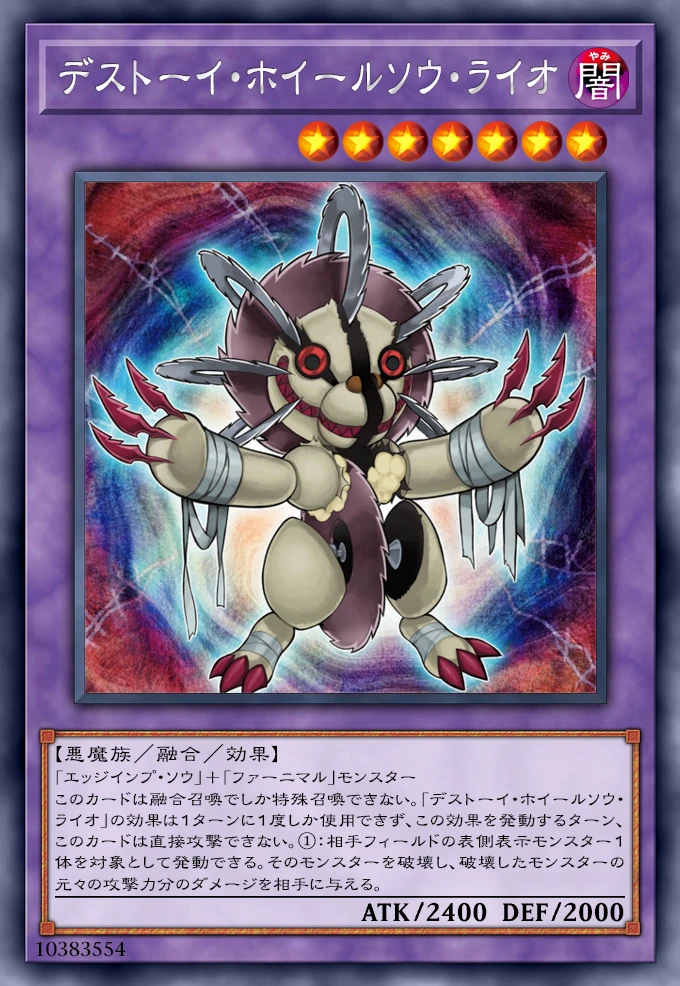 デストーイ・ホイールソウ・ライオ
やみ
闇
【悪魔族／融合／効果】
「エッジインプ・ソウ」＋「ファーニマル」モンスター
このカードは融合召喚でしか特殊召喚できない。「デストーイ・ホイールソウ・
ライオ」の効果は１ターンに１度しか使用できず、この効果を発動するターン、
このカードは直接攻撃できない。①：相手フィールドの表側表示モンスター１
体を対象として発動できる。そのモンスターを破壊し、破壊したモンスターの
元々の攻撃力分のダメージを相手に与える。
ATK/2400 DEF/2000
10383554